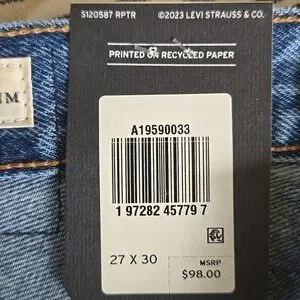 S120587 RPTR ©2023 LEVI STRAUSS & CO.
PRINTED ON RECYCLED PAPER
UM
A19590033
1 97282 45779 7
27 X 30
MSRP
$98.00